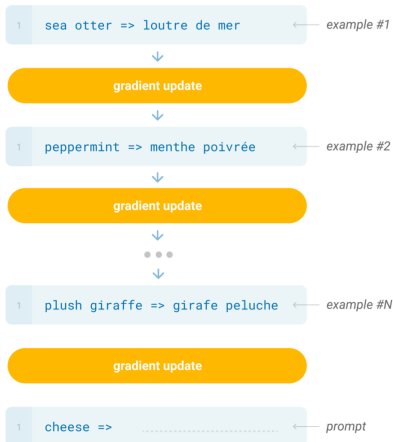 1 sea otter => loutre de mer example #1
gradient update
1 peppermint => menthe poivrée example #2
gradient update
1 plush giraffe => girafe peluche example #N
gradient update
1 cheese => prompt